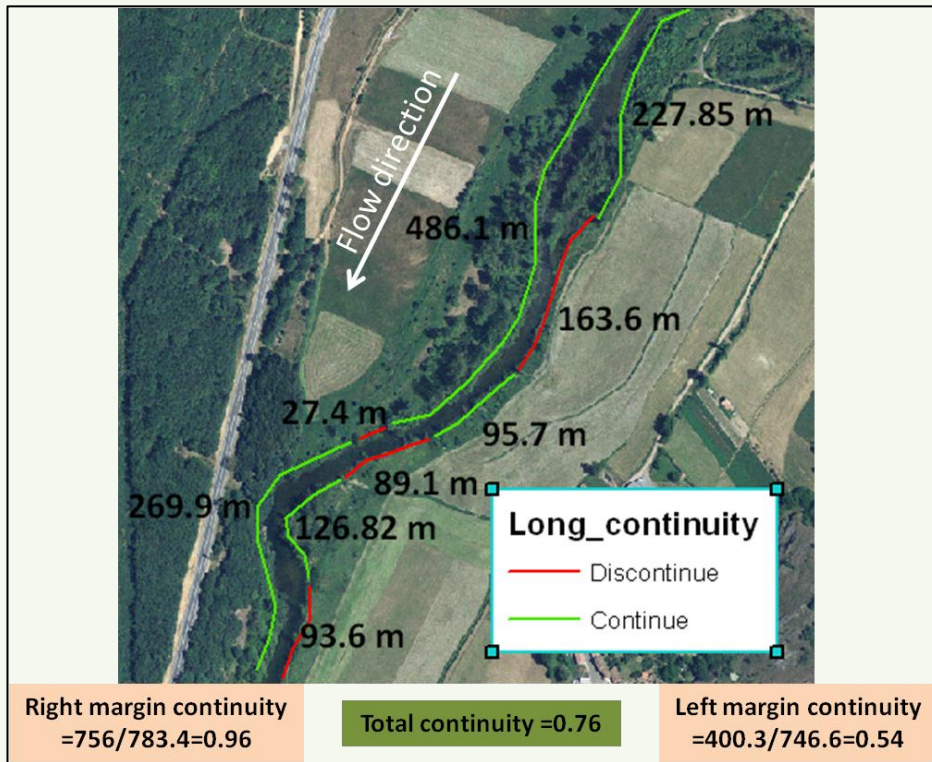 Flow direction
227.85 m
486.1 m
163.6 m
27.4 m
95.7 m
89.1 m
269.9 m
126.82 m
93.6 m
Long_continuity
Discontinue
Continue
Right margin continuity
=756/783.4=0.96
Total continuity =0.76
Left margin continuity
=400.3/746.6=0.54